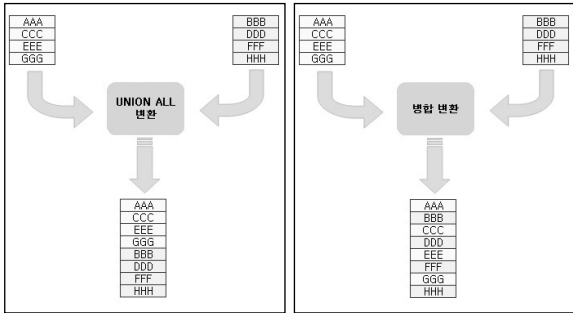 AAA
CCC
EEE
GGG
BBB
DDD
FFF
HHH
UNION ALL
변환
AAA
CCC
EEE
GGG
BBB
DDD
FFF
HHH
AAA
CCC
EEE
GGG
BBB
DDD
FFF
HHH
병합 변환
AAA
BBB
CCC
DDD
EEE
FFF
GGG
HHH